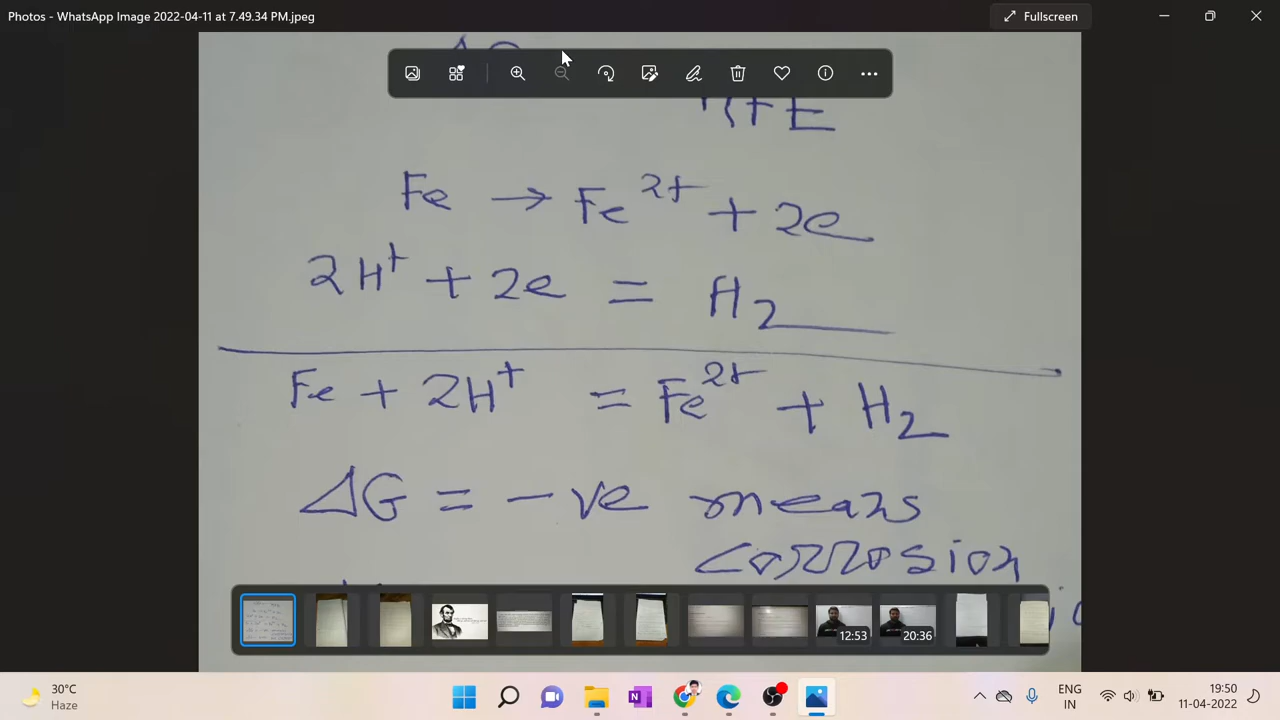 Photos - WhatsApp Image 2022-04-11 at 7.49.34 PM.jpeg
Fullscreen
nFE
Fe → Fe²⁺ + 2e
2H⁺ + 2e = H₂
Fe + 2H⁺ = Fe²⁺ + H₂
ΔG = -ve means
corrosion
12:53
20:36
30°C
Haze
ENG
IN
19:50
11-04-2022